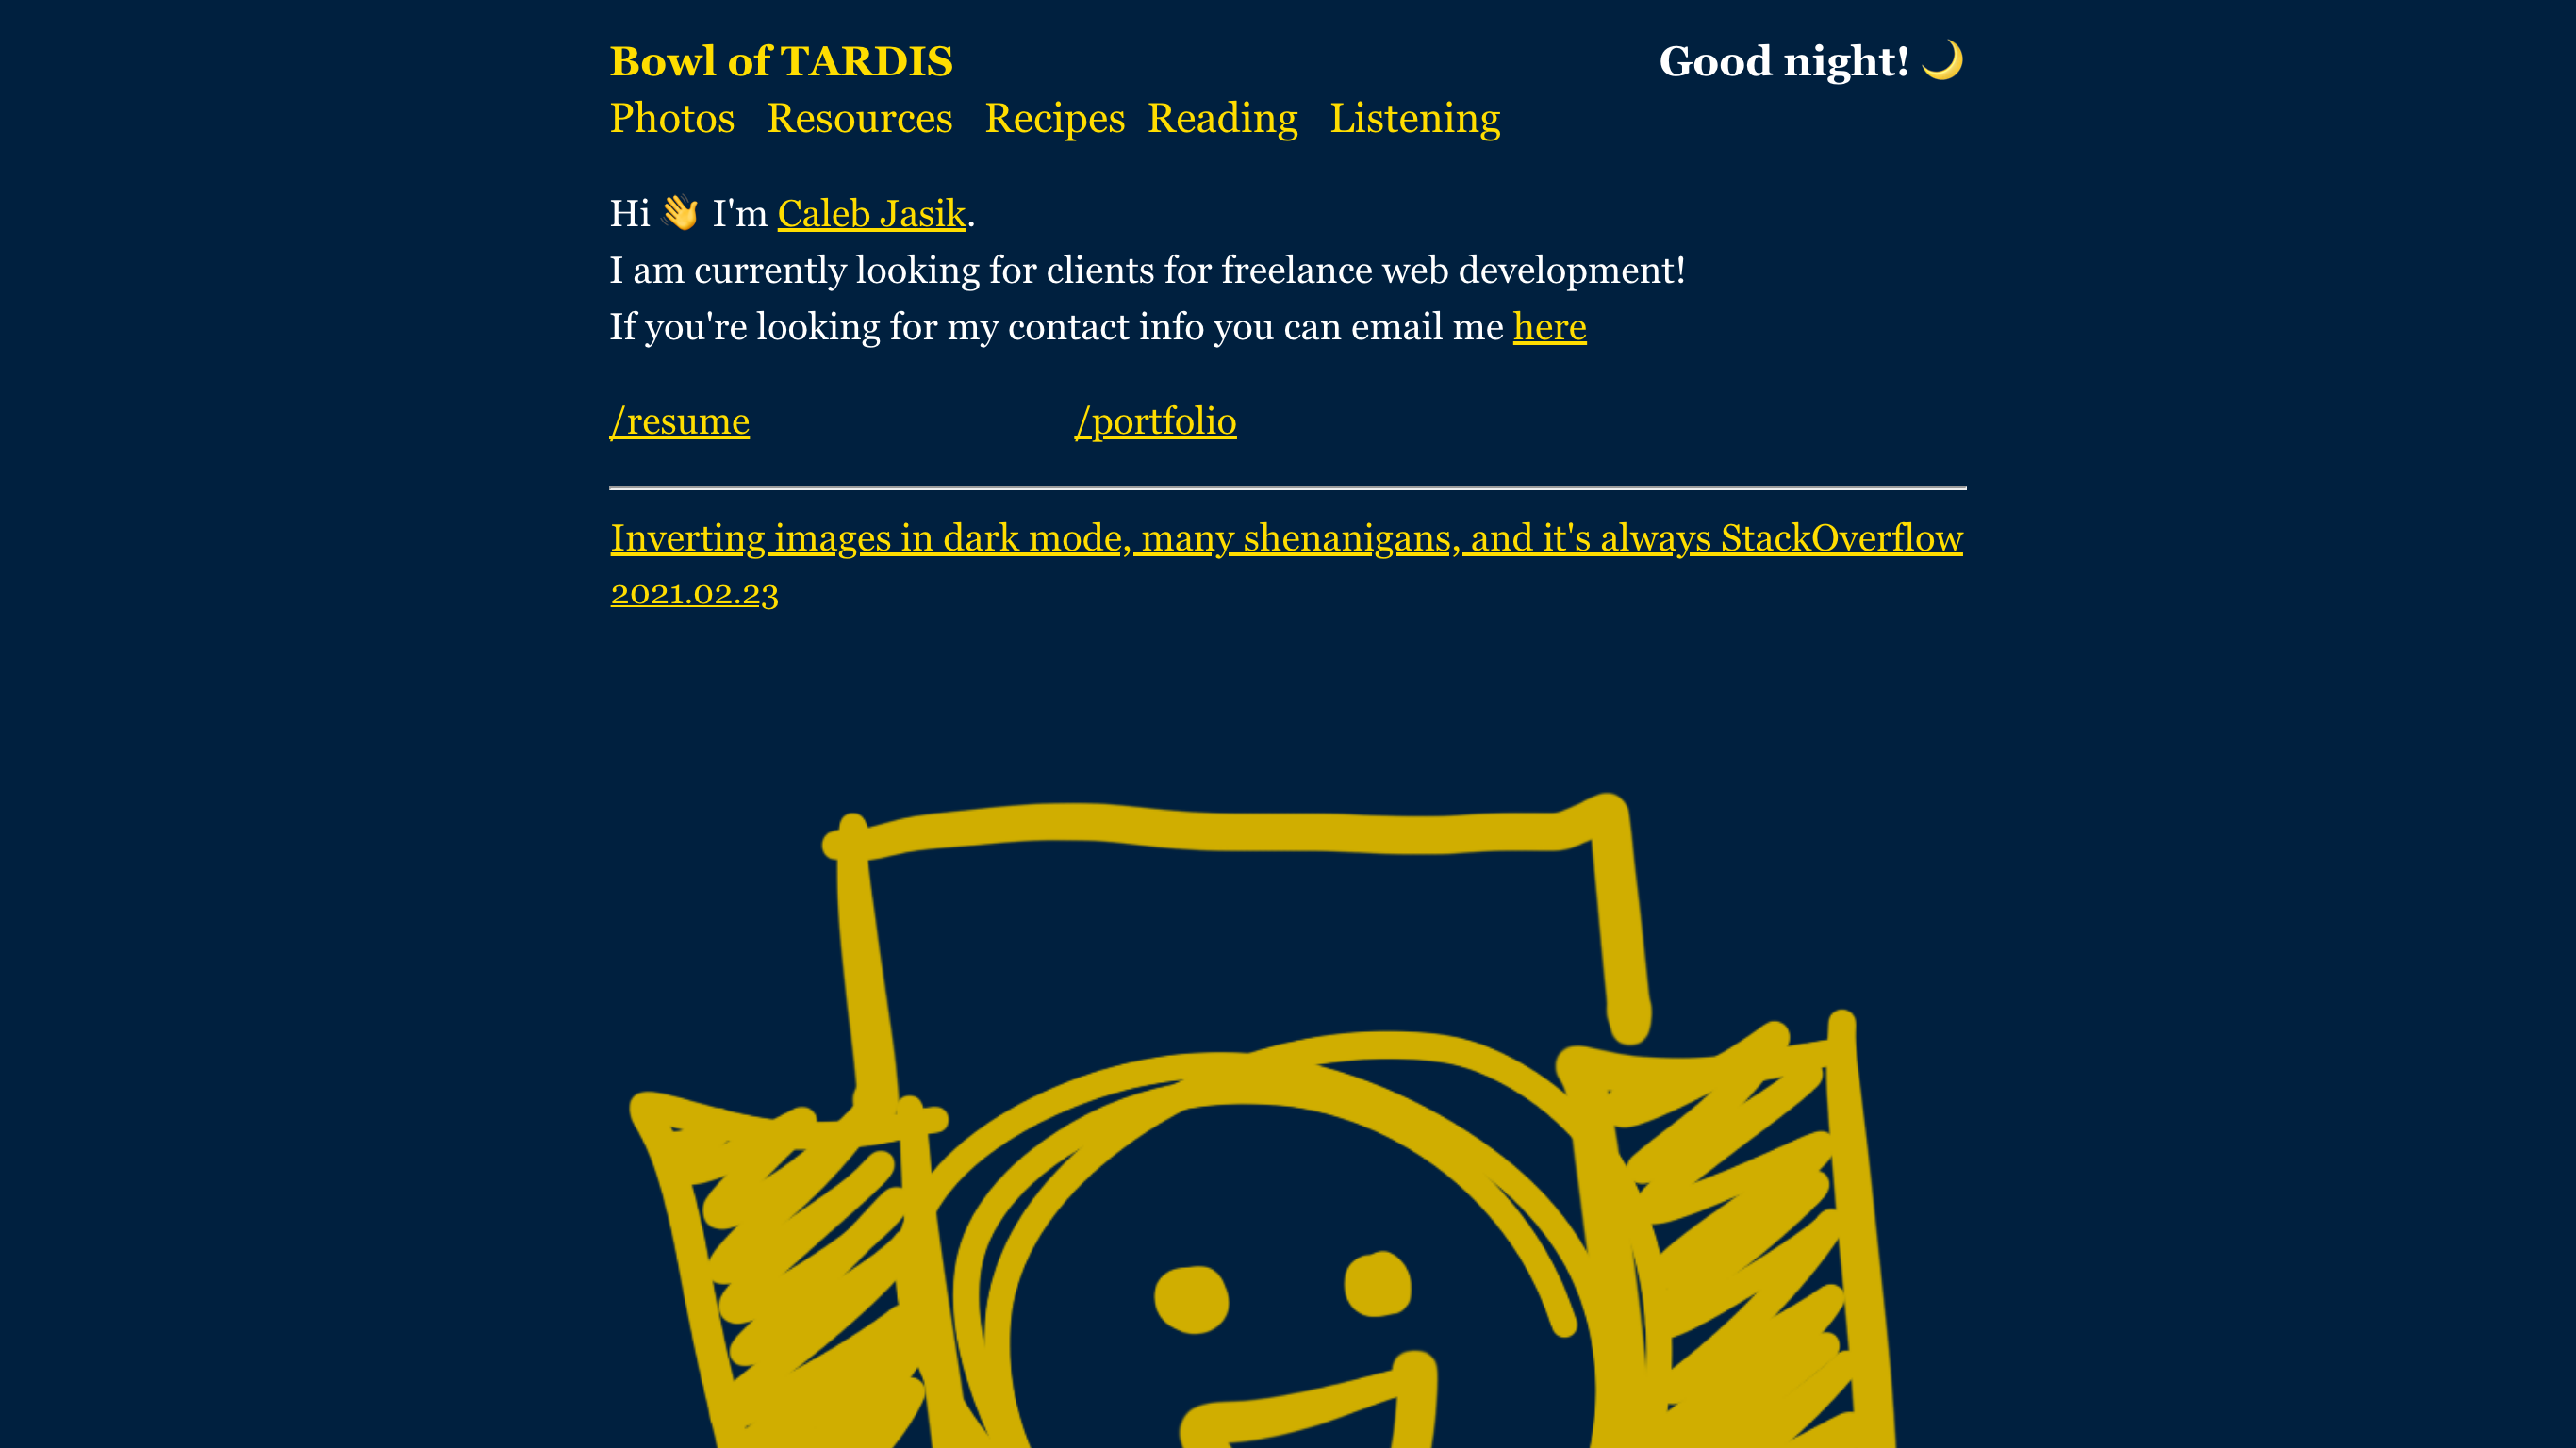 Bowl of TARDIS
Good night! 🌙
Photos Resources Recipes Reading Listening
Hi 👋 I'm Caleb Jasik.
I am currently looking for clients for freelance web development!
If you're looking for my contact info you can email me here
/resume /portfolio
Inverting images in dark mode, many shenanigans, and it's always StackOverflow
2021.02.23